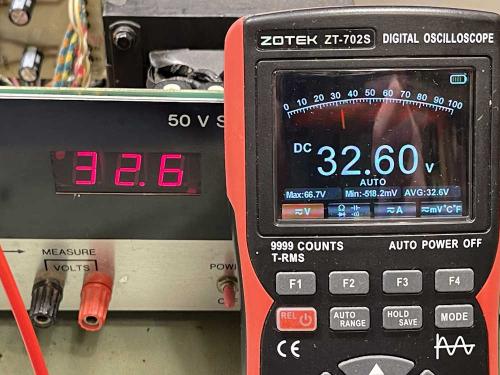 50 V S
32.6
MEASURE
VOLTS
POW
ZOTEK ZT-702S DIGITAL OSCILLOSCOPE
0 10 20 30 40 50 60 70 80 90 100
DC 32.60 V
AUTO
Max:66.7V Min:-518.2mV AVG:32.6V
≂V Ω ≂A ≂mV°C°F
9999 COUNTS AUTO POWER OFF
T-RMS
F1 F2 F3 F4
REL AUTO RANGE HOLD SAVE MODE
CE